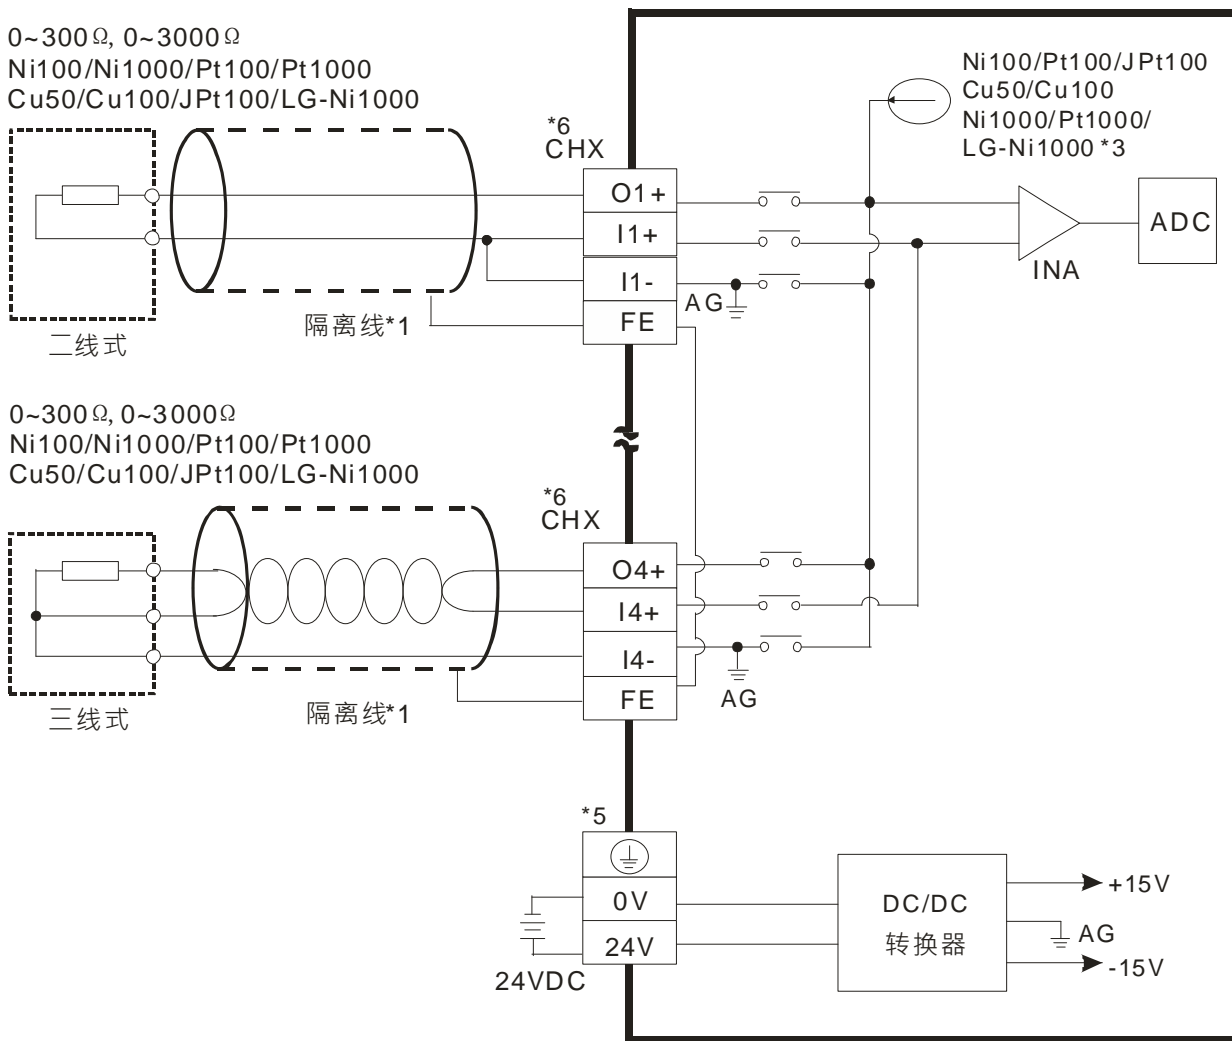 0~300Ω, 0~3000Ω
Ni100/Ni1000/Pt100/Pt1000
Cu50/Cu100/JPt100/LG-Ni1000
Ni100/Pt100/JPt100
Cu50/Cu100
Ni1000/Pt1000/
LG-Ni1000 *3
*6
CHX
O1+
I1+
I1-
FE
AG
INA
ADC
隔离线*1
二线式
0~300Ω, 0~3000Ω
Ni100/Ni1000/Pt100/Pt1000
Cu50/Cu100/JPt100/LG-Ni1000
*6
CHX
O4+
I4+
I4-
FE
AG
隔离线*1
三线式
*5
0V
24V
24VDC
DC/DC
转换器
+15V
AG
-15V